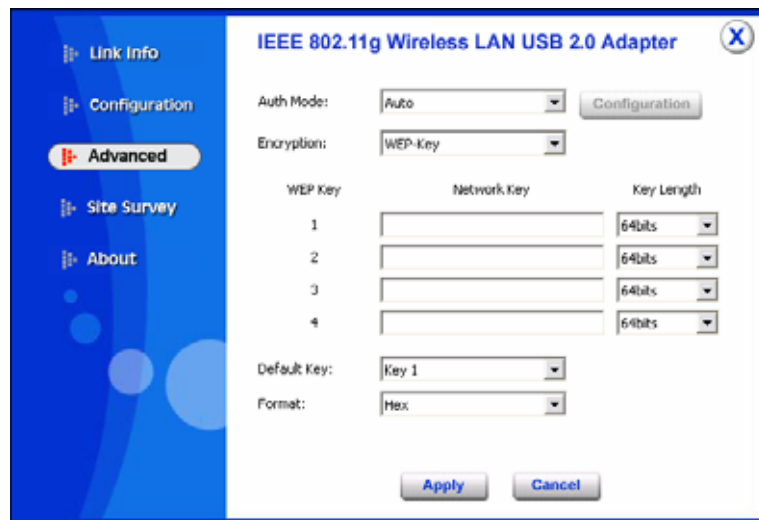 IEEE 802.11g Wireless LAN USB 2.0 Adapter
X
Link Info
Configuration
Advanced
Site Survey
About
Auth Mode: Auto Configuration
Encryption: WEP-Key
WEP Key Network Key Key Length
1 64bits
2 64bits
3 64bits
4 64bits
Default Key: Key 1
Format: Hex
Apply Cancel